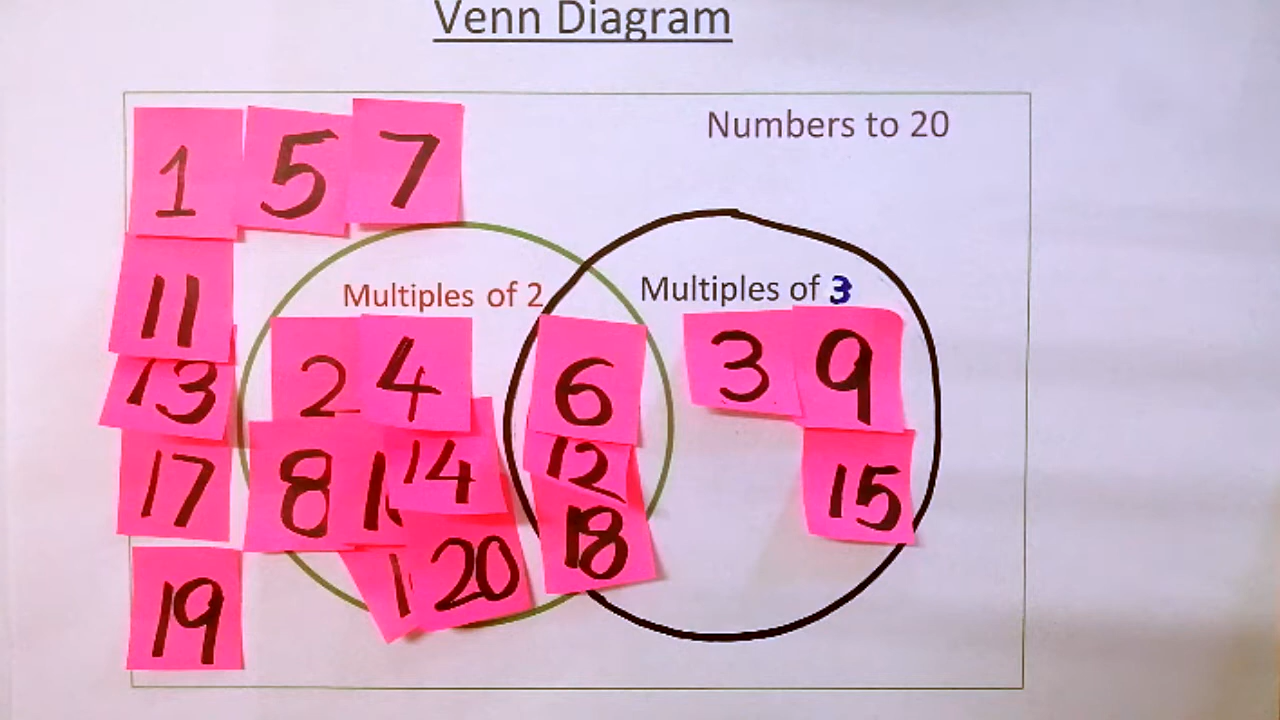 Venn Diagram
Numbers to 20
1 5 7
11
13
17
19
Multiples of 2
2 4
8 14
20
6
12
18
Multiples of 3
3 9
15